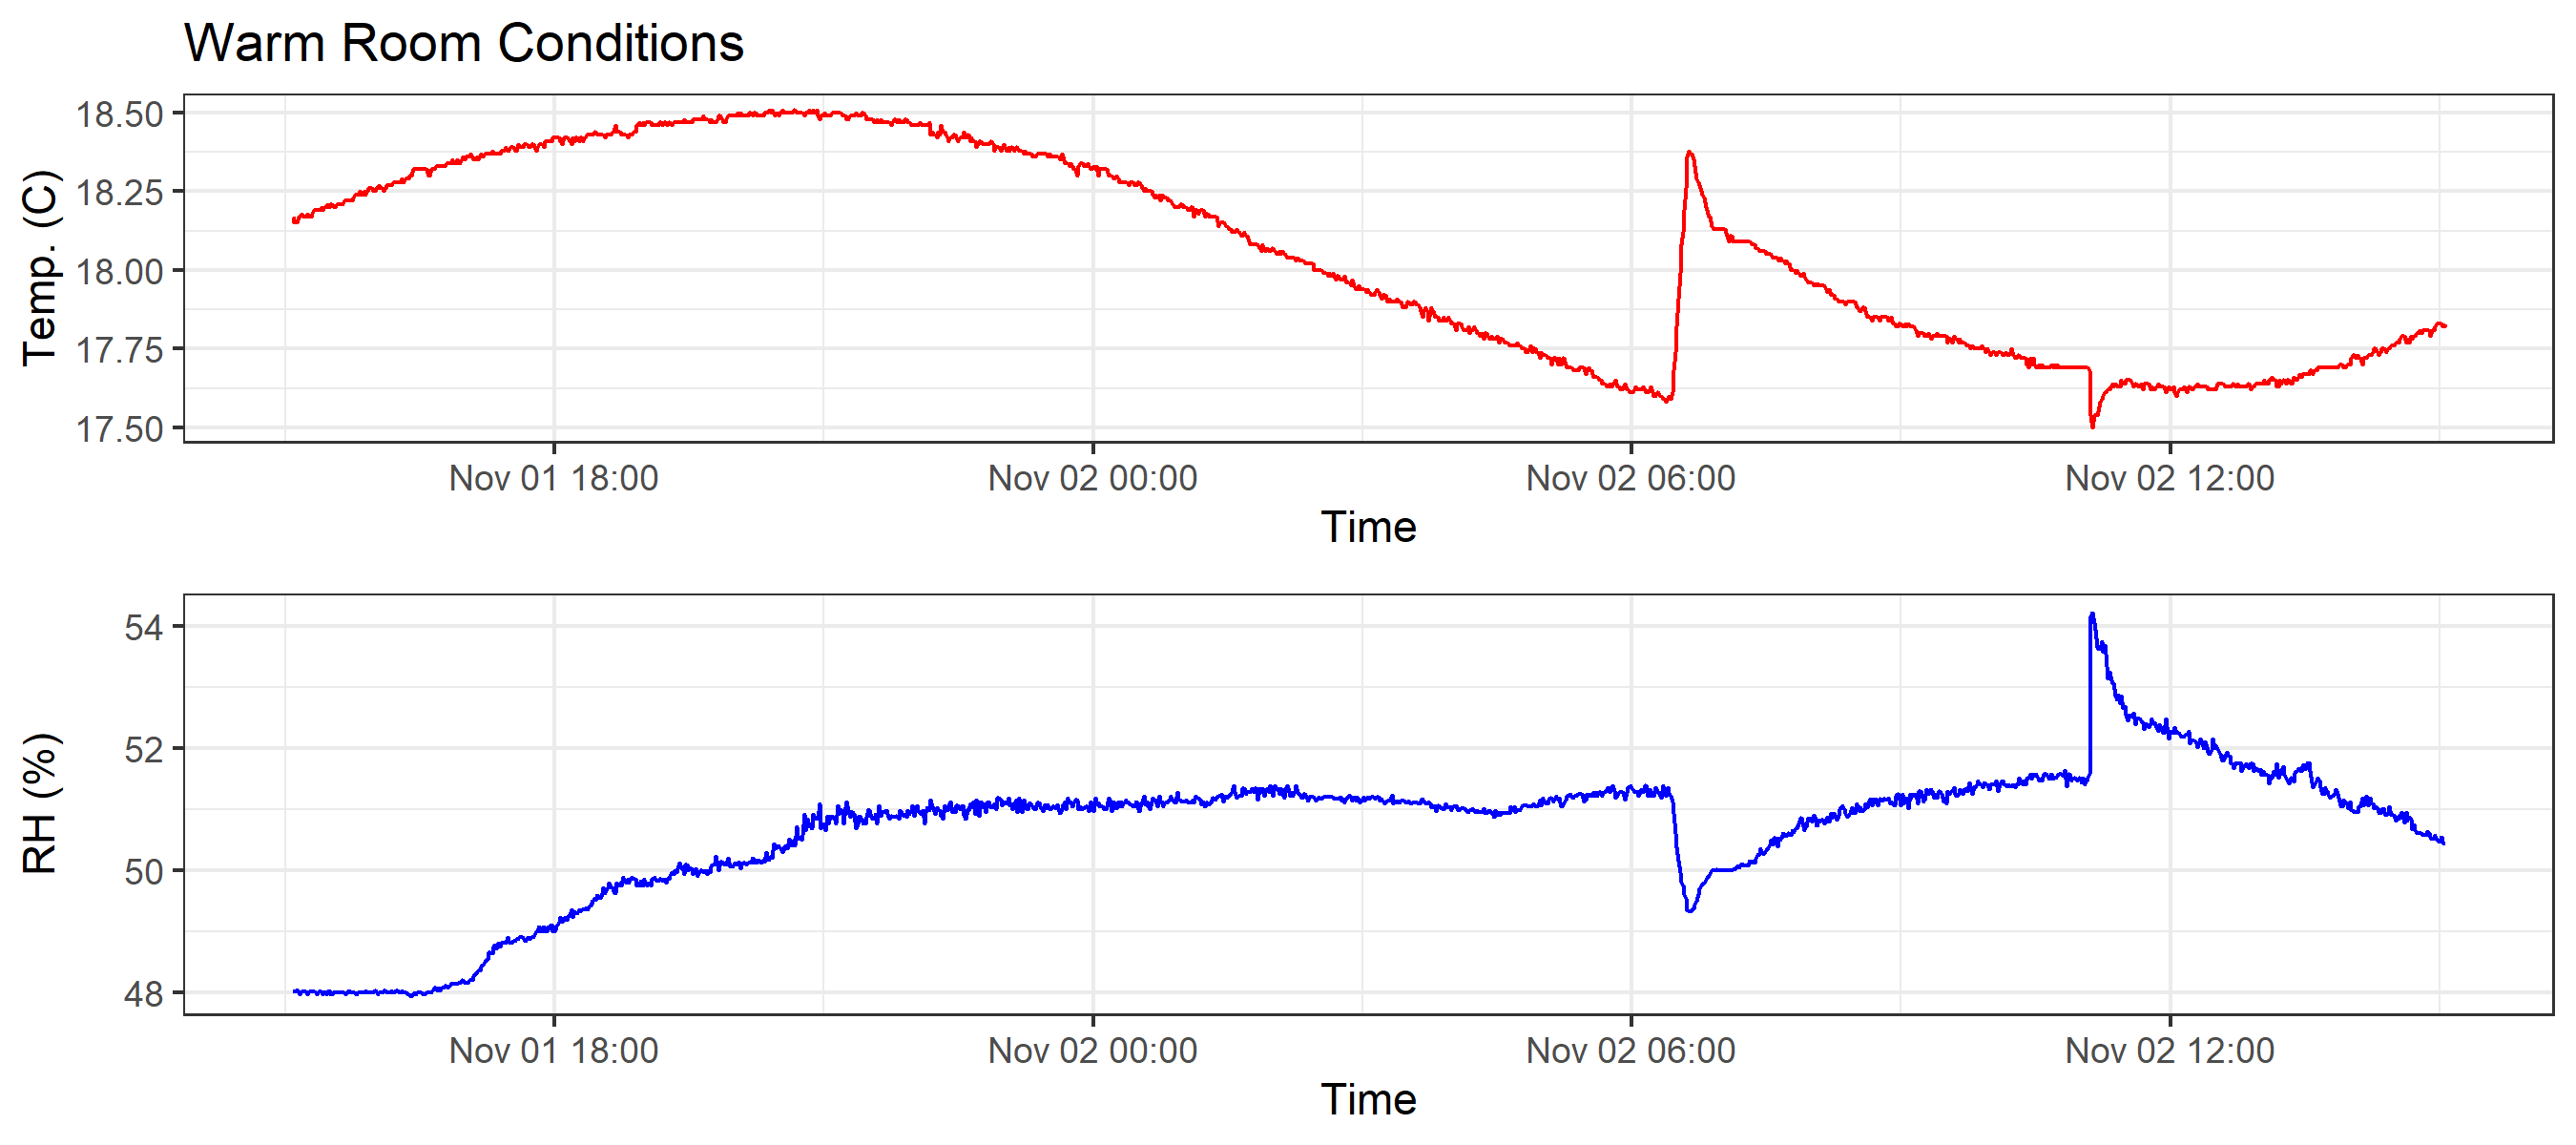 Warm Room Conditions
Temp. (C)
18.50
18.25
18.00
17.75
17.50
Nov 01 18:00 Nov 02 00:00 Nov 02 06:00 Nov 02 12:00
Time
RH (%)
54
52
50
48
Nov 01 18:00 Nov 02 00:00 Nov 02 06:00 Nov 02 12:00
Time